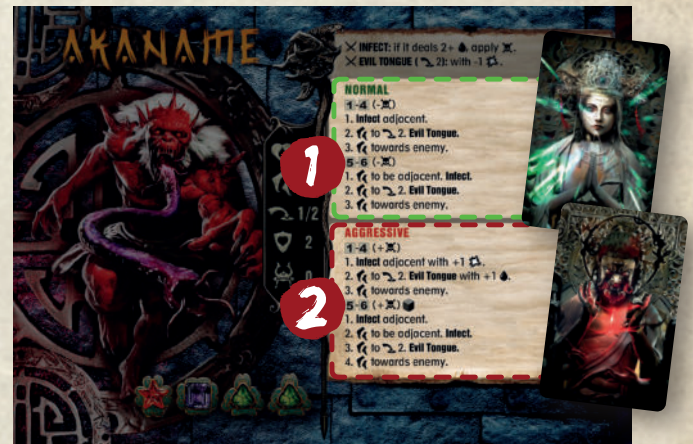 AKANAME
INFECT: if it deals 2+ , apply .
EVIL TONGUE ( 2): with -1 .
NORMAL
1-4 (- )
1. Infect adjacent.
2. to 2. Evil Tongue.
3. towards enemy.
5-6 (- )
1. to be adjacent. Infect.
2. to 2. Evil Tongue.
3. towards enemy.
1
1/2
2
0
AGGRESSIVE
1-4 (+ )
1. Infect adjacent with +1 .
2. to 2. Evil Tongue with +1 .
3. towards enemy.
5-6 (+ )
1. Infect adjacent.
2. to be adjacent. Infect.
3. to 2. Evil Tongue.
4. towards enemy.
2